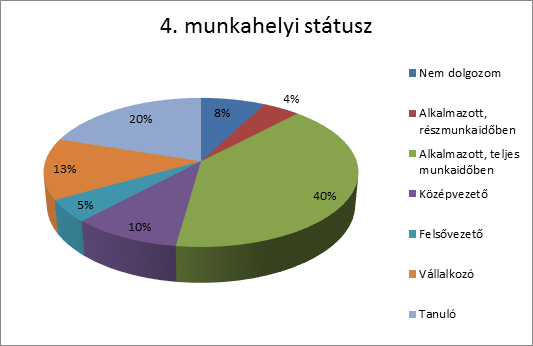 4. munkahelyi státusz
8%
4%
40%
10%
5%
13%
20%
Nem dolgozom
Alkalmazott,
részmunkaidőben
Alkalmazott, teljes
munkaidőben
Középvezető
Felsővezető
Vállalkozó
Tanuló